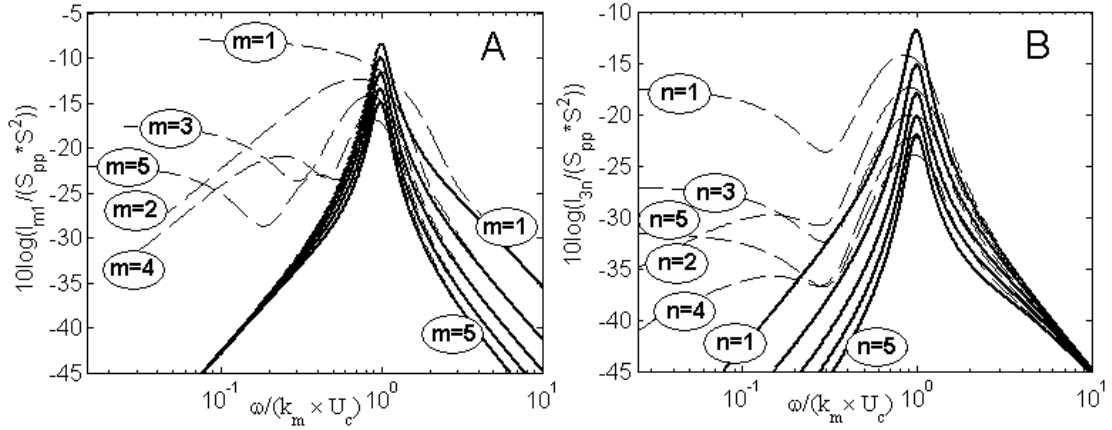 A
10log(I_m1/(S_pp*S^2))
-5
-10
-15
-20
-25
-30
-35
-40
-45
m=1
m=3
m=5
m=2
m=4
m=1
m=5
10^-1
10^0
10^1
ω/(k_m × U_c)
B
10log(I_3n/(S_pp*S^2))
-10
-15
-20
-25
-30
-35
-40
-45
n=1
n=3
n=5
n=2
n=4
n=1
n=5
10^-1
10^0
10^1
ω/(k_m × U_c)